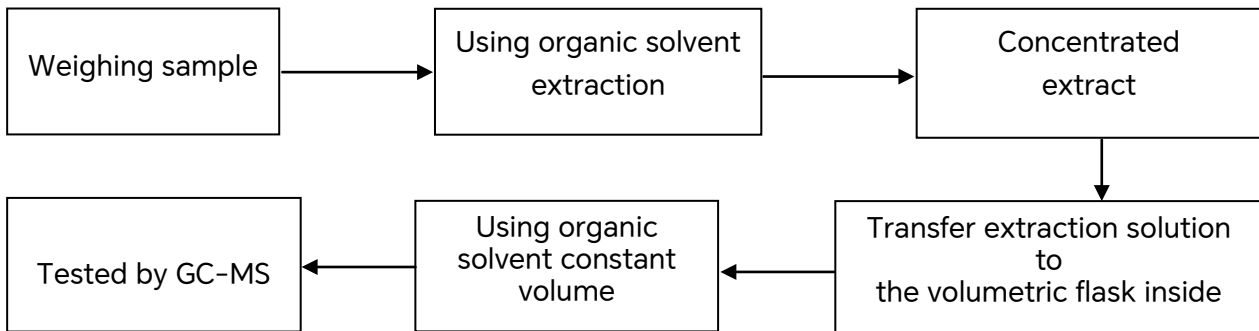 Weighing sample
Using organic solvent
extraction
Concentrated
extract
Transfer extraction solution
to
the volumetric flask inside
Using organic
solvent constant
volume
Tested by GC-MS